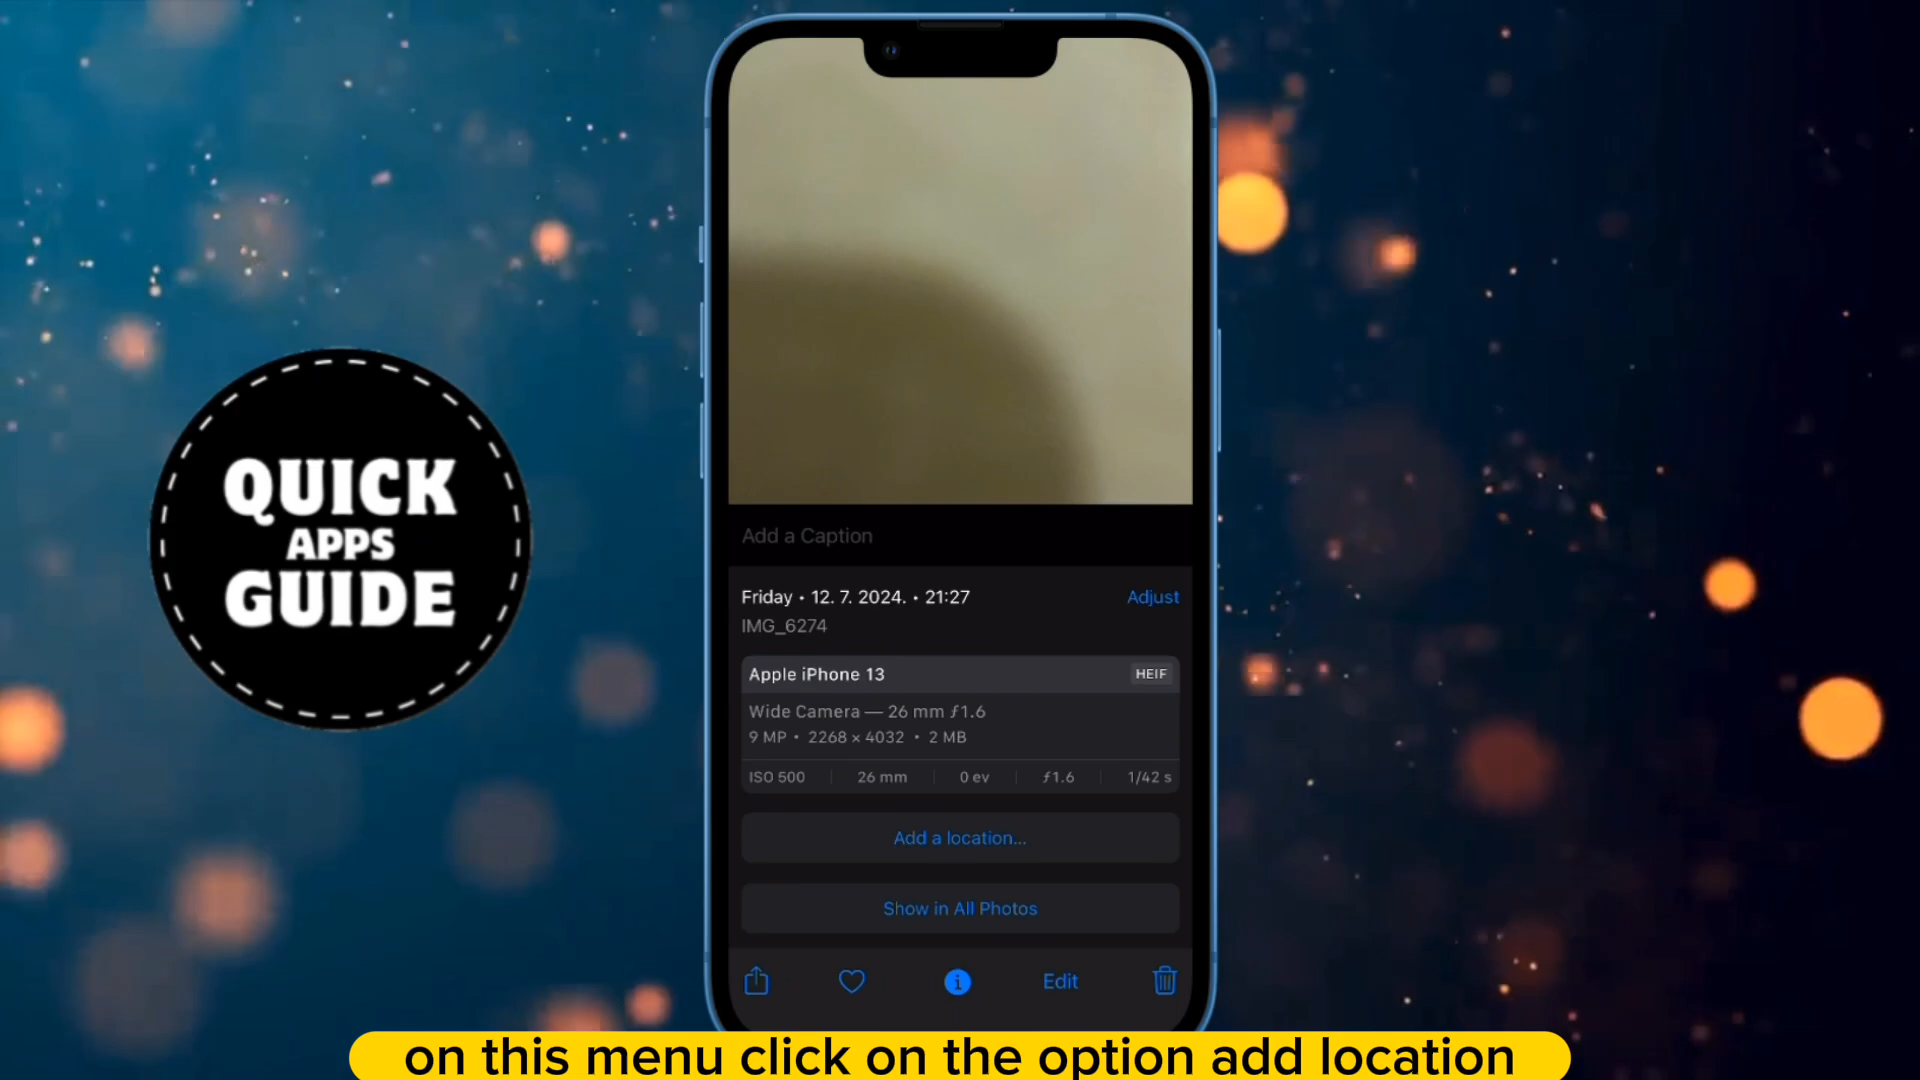 QUICK
APPS
GUIDE
Add a Caption
Friday • 12. 7. 2024. • 21:27
Adjust
IMG_6274
Apple iPhone 13
HEIF
Wide Camera — 26 mm ƒ1.6
9 MP • 2268 × 4032 • 2 MB
ISO 500 26 mm 0 ev ƒ1.6 1/42 s
Add a location...
Show in All Photos
Edit
on this menu click on the option add location